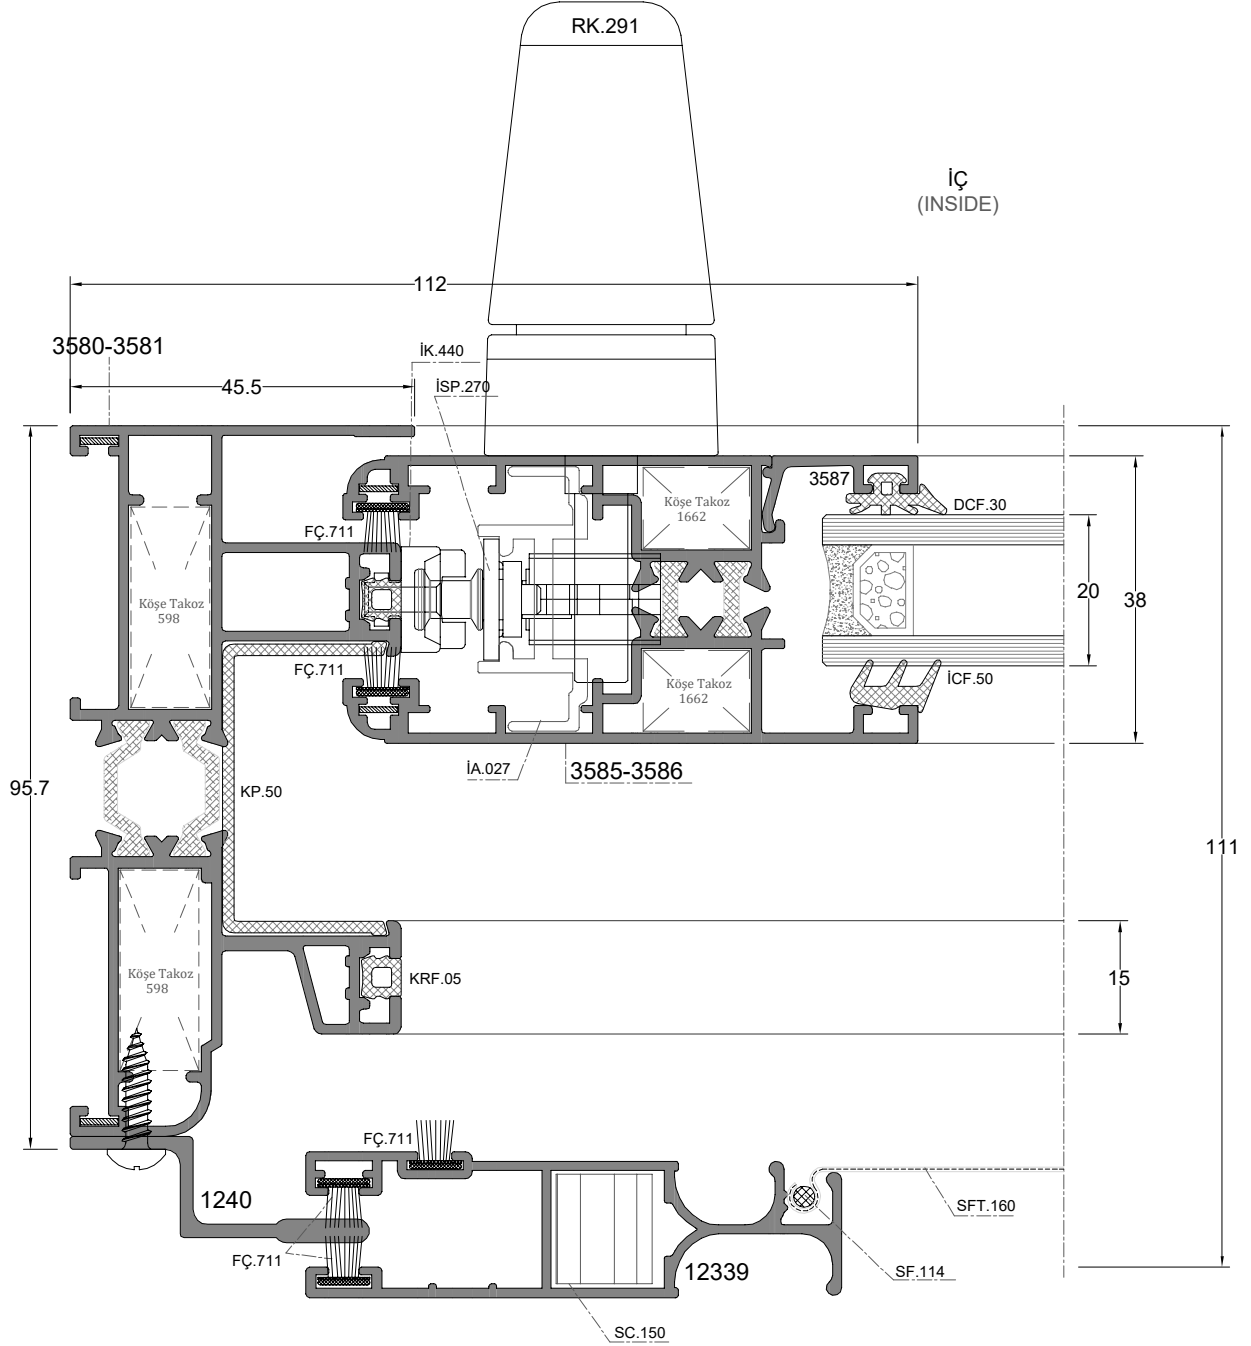 RK.291
İÇ
(INSIDE)
112
3580-3581
İK.440
45.5
İSP.270
3587
Köşe Takoz
1662
DCF.30
FÇ.711
20
38
Köşe Takoz
598
FÇ.711
Köşe Takoz
1662
İCF.50
İA.027
3585-3586
95.7
KP.50
111
Köşe Takoz
598
KRF.05
15
FÇ.711
1240
SFT.160
FÇ.711
12339
SF.114
SC.150